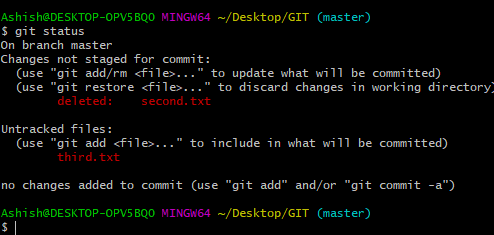 Ashish@DESKTOP-OPV5BQO MINGW64 ~/Desktop/GIT (master)
$ git status
On branch master
Changes not staged for commit:
  (use "git add/rm <file>..." to update what will be committed)
  (use "git restore <file>..." to discard changes in working directory)
        deleted:    second.txt

Untracked files:
  (use "git add <file>..." to include in what will be committed)
        third.txt

no changes added to commit (use "git add" and/or "git commit -a")

Ashish@DESKTOP-OPV5BQO MINGW64 ~/Desktop/GIT (master)
$